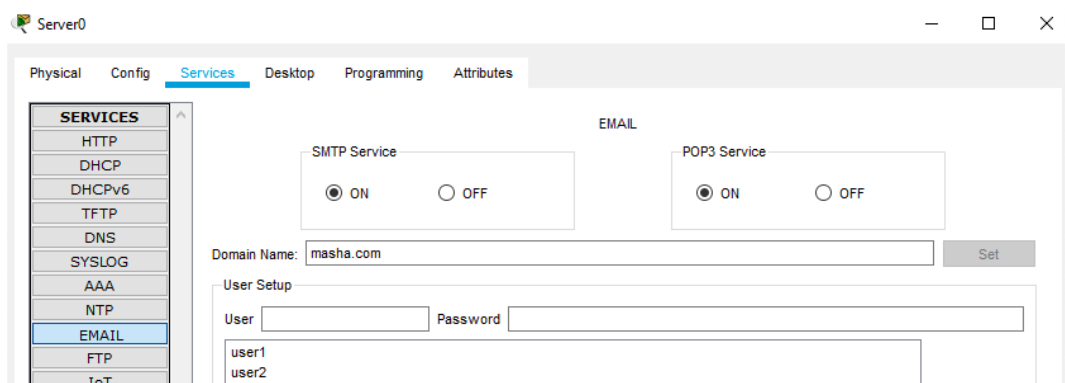 Server0
Physical Config Services Desktop Programming Attributes
SERVICES
HTTP
DHCP
DHCPv6
TFTP
DNS
SYSLOG
AAA
NTP
EMAIL
FTP
IoT
EMAIL
SMTP Service
ON OFF
POP3 Service
ON OFF
Domain Name: masha.com Set
User Setup
User Password
user1
user2